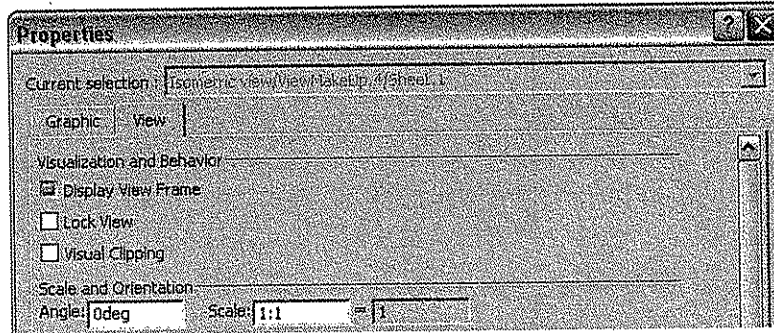 Properties
Current selection : Isometric view/ViewMakeUp.4/Sheet.1
Graphic View
Visualization and Behavior
Display View Frame
Lock View
Visual Clipping
Scale and Orientation
Angle: 0deg Scale: 1:1 = 1